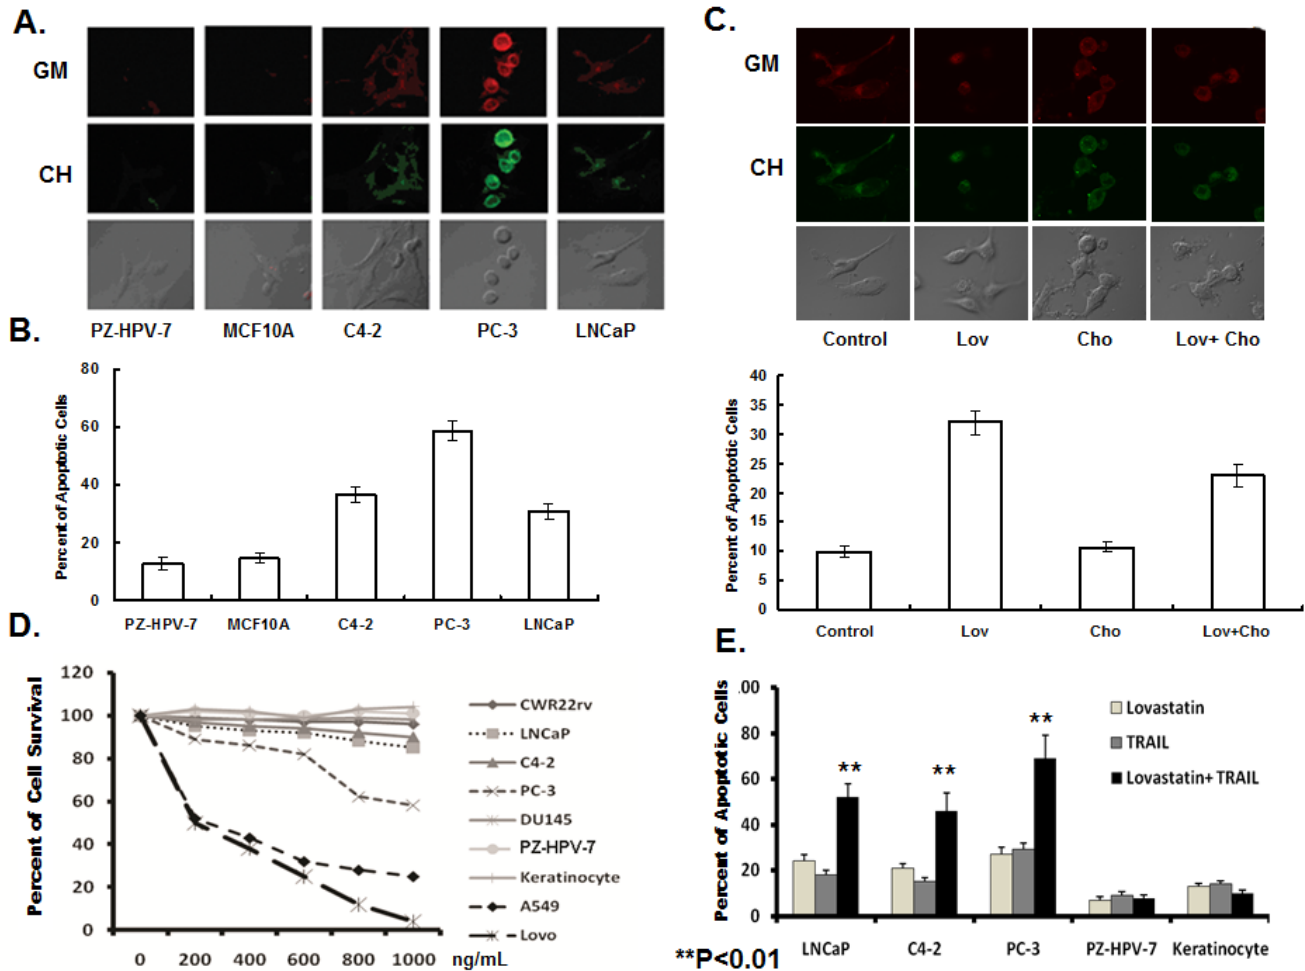 A.
GM
CH
PZ-HPV-7 MCF10A C4-2 PC-3 LNCaP
B.
Percent of Apoptotic Cells
80
60
40
20
0
PZ-HPV-7 MCF10A C4-2 PC-3 LNCaP
C.
GM
CH
Control Lov Cho Lov+ Cho
Percent of Apoptotic Cells
40
35
30
25
20
15
10
5
0
Control Lov Cho Lov+Cho
D.
Percent of Cell Survival
120
100
80
60
40
20
0
0 200 400 600 800 1000 ng/mL
CWR22rv
LNCaP
C4-2
PC-3
DU145
PZ-HPV-7
Keratinocyte
A549
Lovo
E.
Percent of Apoptotic Cells
.00
80
60
40
20
0
** ** **
Lovastatin
TRAIL
Lovastatin+ TRAIL
LNCaP C4-2 PC-3 PZ-HPV-7 Keratinocyte
**P<0.01